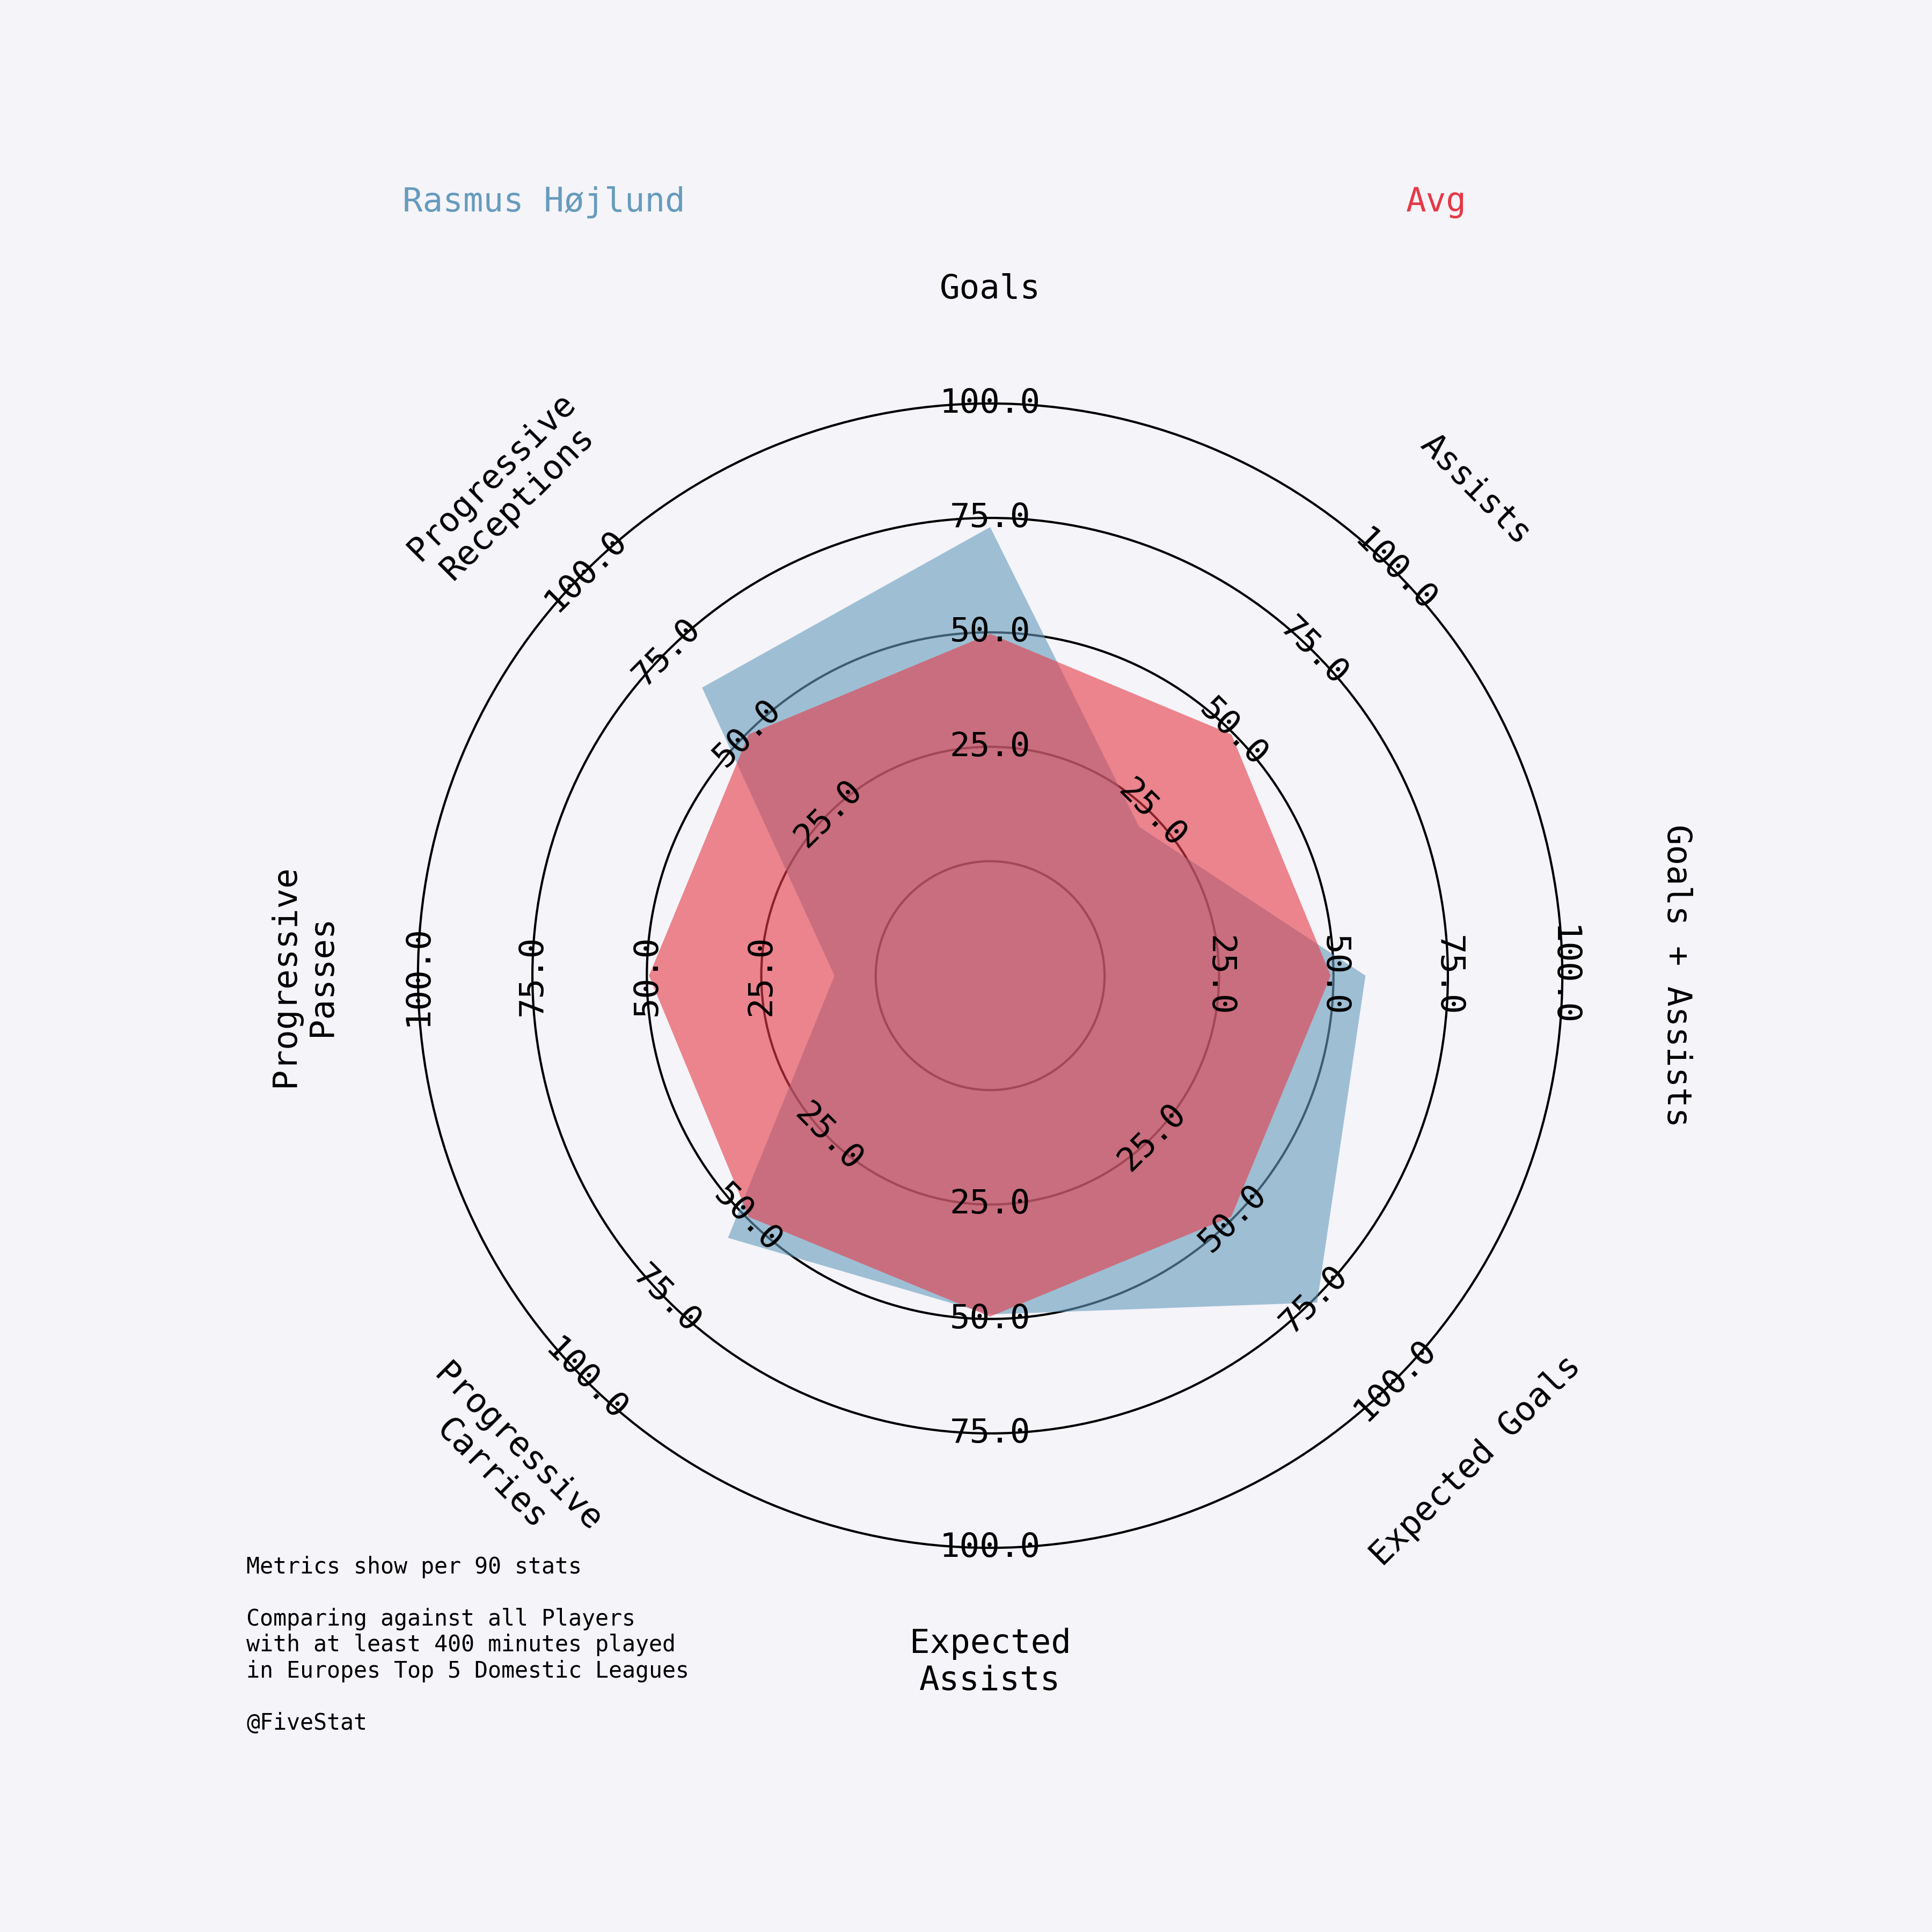 Rasmus Højlund
Avg
Goals
Assists
Goals + Assists
Expected Goals
Expected
Assists
Progressive
Carries
Progressive
Passes
Progressive
Receptions
25.0
50.0
75.0
100.0
25.0
50.0
75.0
100.0
25.0
50.0
75.0
100.0
25.0
50.0
75.0
100.0
25.0
50.0
75.0
100.0
25.0
50.0
75.0
100.0
25.0
50.0
75.0
100.0
25.0
50.0
75.0
100.0
Metrics show per 90 stats
Comparing against all Players
with at least 400 minutes played
in Europes Top 5 Domestic Leagues
@FiveStat